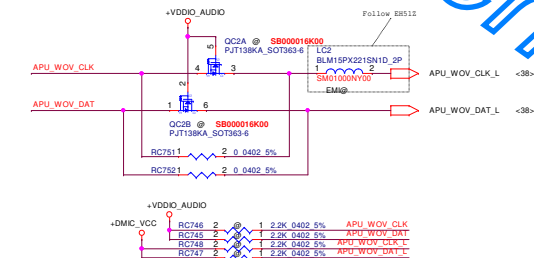 Follow EH51Z
+VDDIO_AUDIO
QC2A @ SB000016K00
PJT138KA_SOT363-6
5
LC2
BLM15PX221SN1D_2P
APU_WOV_CLK
4
3
1
2
APU_WOV_CLK_L <38>
SM01000NY00
EMI@
2
APU_WOV_DAT
1
6
APU_WOV_DAT_L <38>
QC2B @ SB000016K00
PJT138KA_SOT363-6
RC751 1 2 0_0402_5%
RC752 1 2 0_0402_5%
+VDDIO_AUDIO
+DMIC_VCC
RC746 2 @ 1 2.2K_0402_5% APU_WOV_CLK
RC745 2 @ 1 2.2K_0402_5% APU_WOV_DAT
RC748 2 @ 1 2.2K_0402_5% APU_WOV_CLK_L
RC747 2 @ 1 2.2K_0402_5% APU_WOV_DAT_L